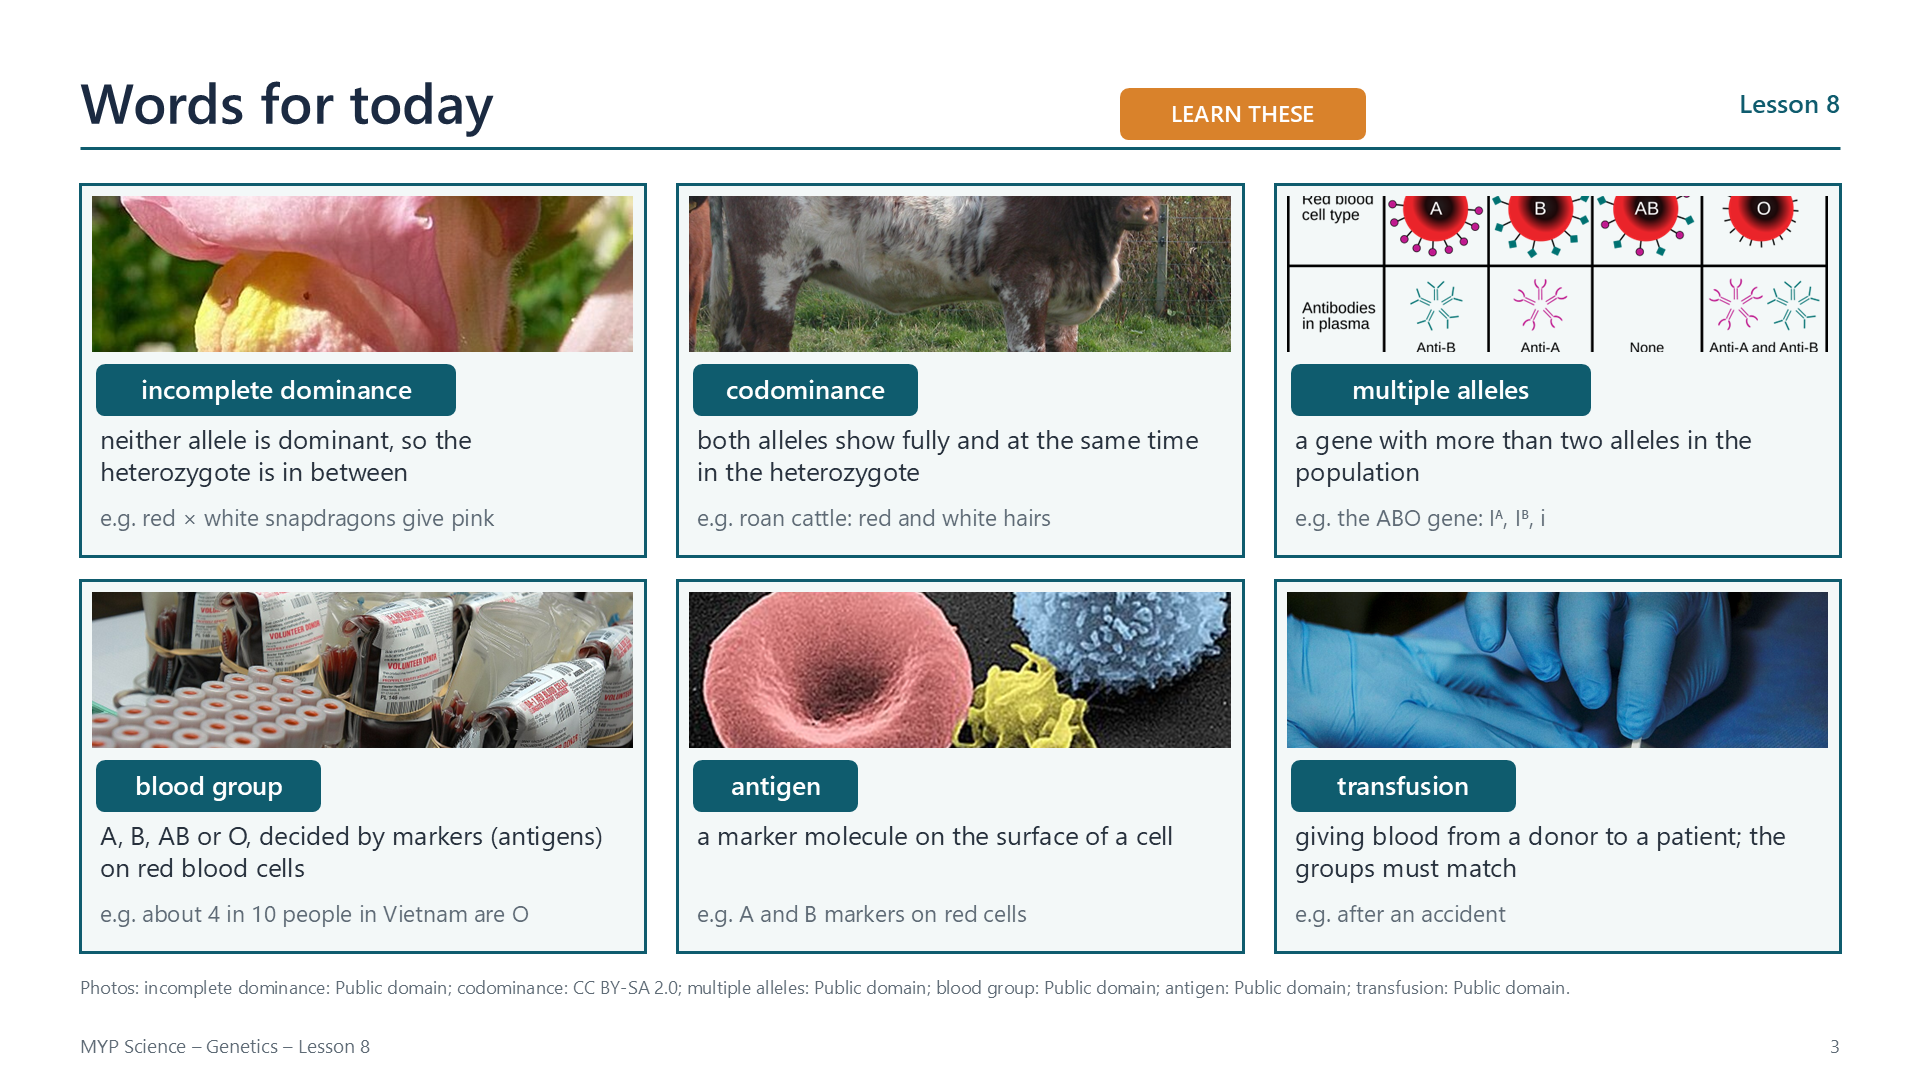 Words for today
LEARN THESE
Lesson 8
Red blood
cell type
A
B
AB
O
Antibodies
in plasma
Anti-B
Anti-A
None
Anti-A and Anti-B
incomplete dominance
neither allele is dominant, so the
heterozygote is in between
e.g. red × white snapdragons give pink
codominance
both alleles show fully and at the same time
in the heterozygote
e.g. roan cattle: red and white hairs
multiple alleles
a gene with more than two alleles in the
population
e.g. the ABO gene: Iᴬ, Iᴮ, i
VOLUNTEER DONOR
VOLUNTEER DONOR
blood group
A, B, AB or O, decided by markers (antigens)
on red blood cells
e.g. about 4 in 10 people in Vietnam are O
antigen
a marker molecule on the surface of a cell
e.g. A and B markers on red cells
transfusion
giving blood from a donor to a patient; the
groups must match
e.g. after an accident
Photos: incomplete dominance: Public domain; codominance: CC BY-SA 2.0; multiple alleles: Public domain; blood group: Public domain; antigen: Public domain; transfusion: Public domain.
MYP Science – Genetics – Lesson 8
3